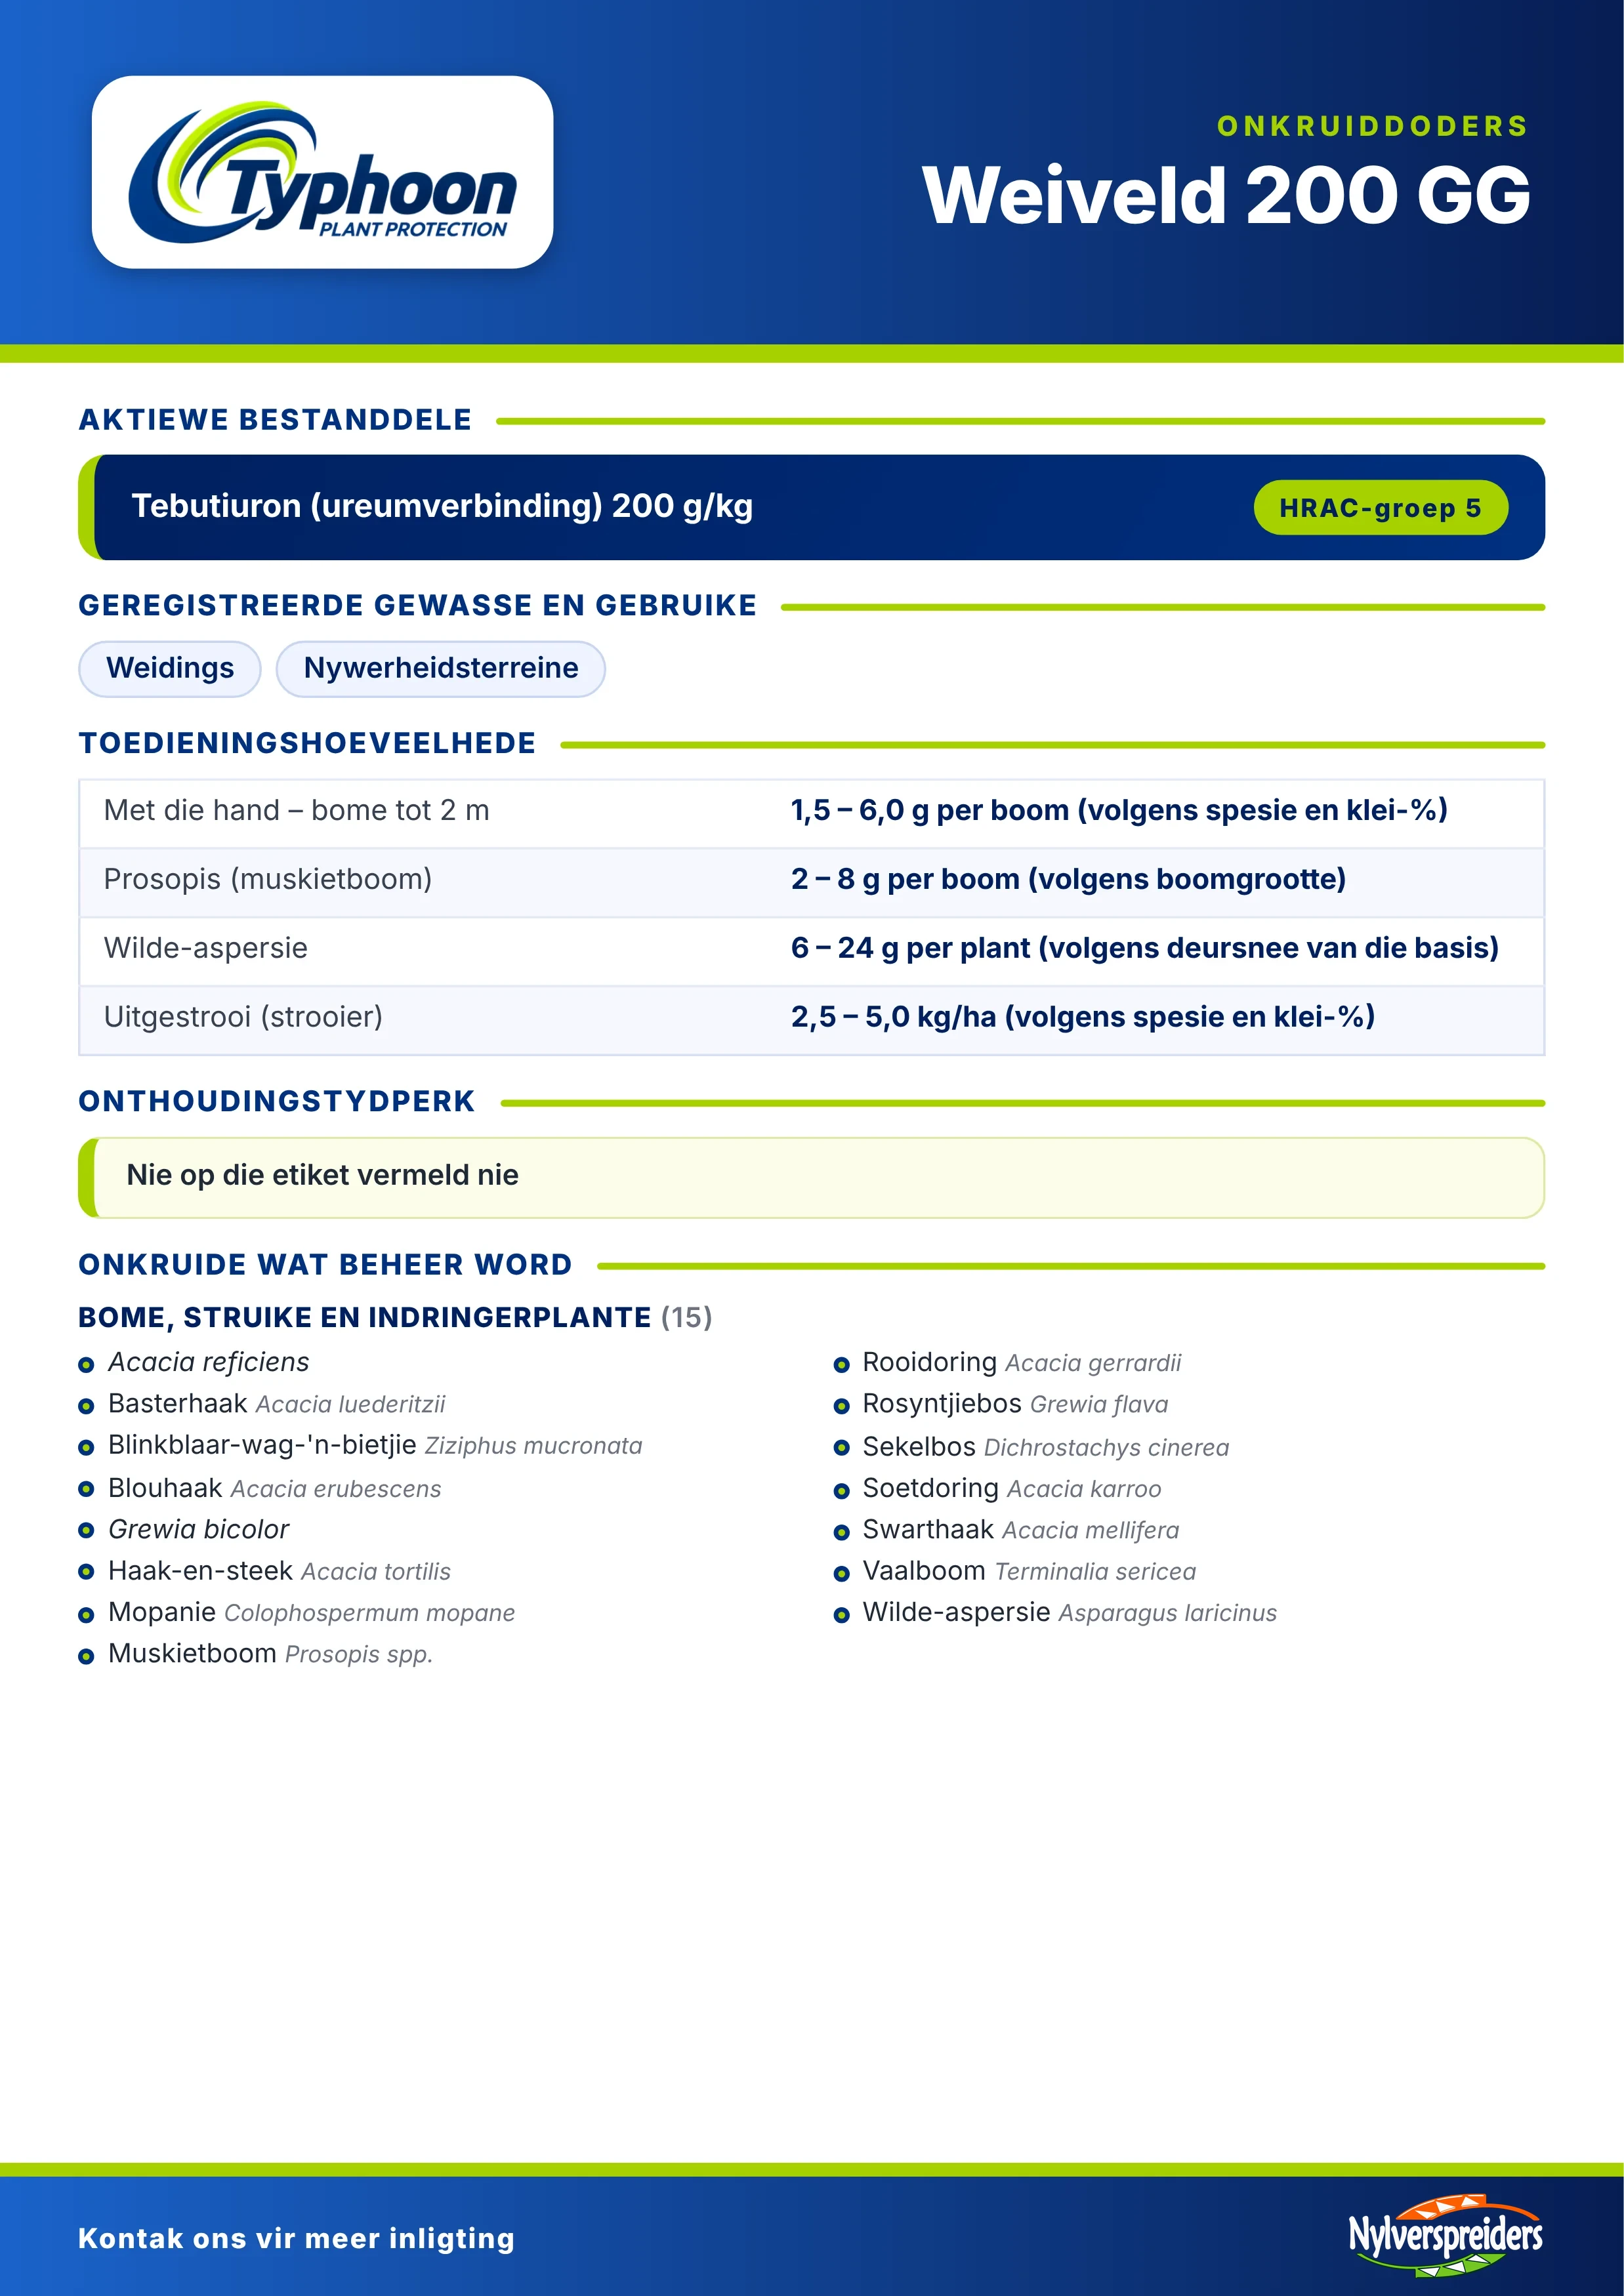 Typhoon
PLANT PROTECTION
ONKRUIDDODERS
Weiveld 200 GG
AKTIEWE BESTANDDELE
Tebutiuron (ureumverbinding) 200 g/kg
HRAC-groep 5
GEREGISTREERDE GEWASSE EN GEBRUIKE
Weidings
Nywerheidsterreine
TOEDIENINGSHOEVEELHEDE
Met die hand – bome tot 2 m 1,5 – 6,0 g per boom (volgens spesie en klei-%)
Prosopis (muskietboom) 2 – 8 g per boom (volgens boomgrootte)
Wilde-aspersie 6 – 24 g per plant (volgens deursnee van die basis)
Uitgestrooi (strooier) 2,5 – 5,0 kg/ha (volgens spesie en klei-%)
ONTHOUDINGSTYDPERK
Nie op die etiket vermeld nie
ONKRUIDE WAT BEHEER WORD
BOME, STRUIKE EN INDRINGERPLANTE (15)
Acacia reficiens
Basterhaak Acacia luederitzii
Blinkblaar-wag-'n-bietjie Ziziphus mucronata
Blouhaak Acacia erubescens
Grewia bicolor
Haak-en-steek Acacia tortilis
Mopanie Colophospermum mopane
Muskietboom Prosopis spp.
Rooidoring Acacia gerrardii
Rosyntjiebos Grewia flava
Sekelbos Dichrostachys cinerea
Soetdoring Acacia karroo
Swarthaak Acacia mellifera
Vaalboom Terminalia sericea
Wilde-aspersie Asparagus laricinus
Kontak ons vir meer inligting
Nylverspreiders